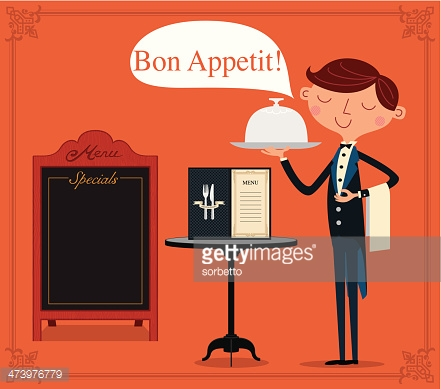 Bon Appetit!
Menu
Specials
MENU
gettyimages
sorbetto
473976779